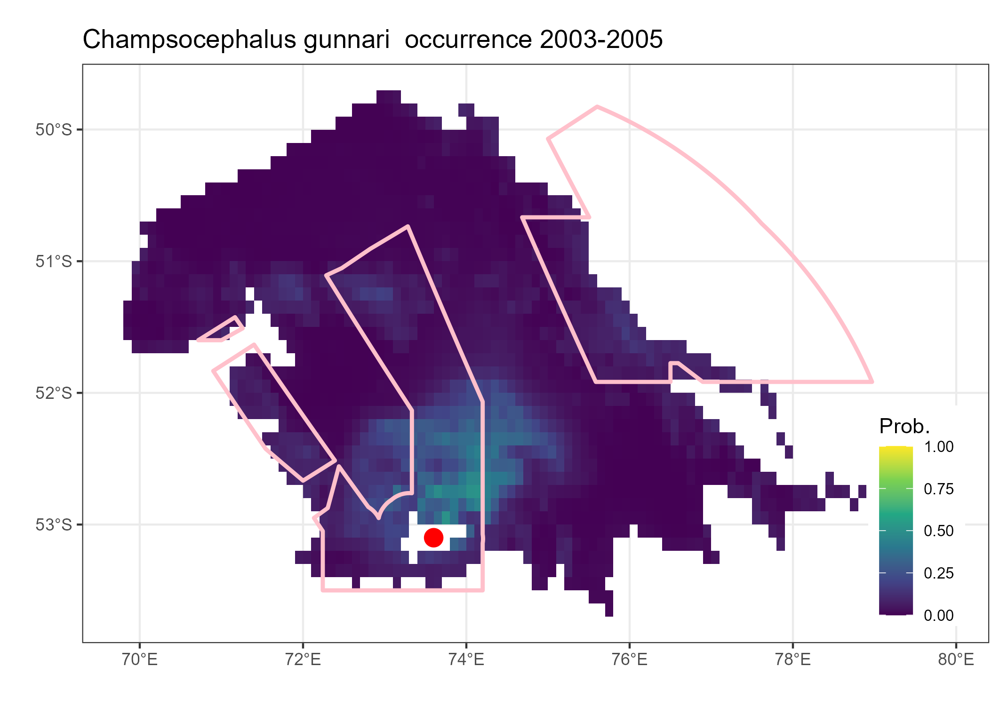 Champsocephalus gunnari  occurrence 2003-2005
50°S
51°S
52°S
53°S
Prob.
1.00
0.75
0.50
0.25
0.00
70°E
72°E
74°E
76°E
78°E
80°E